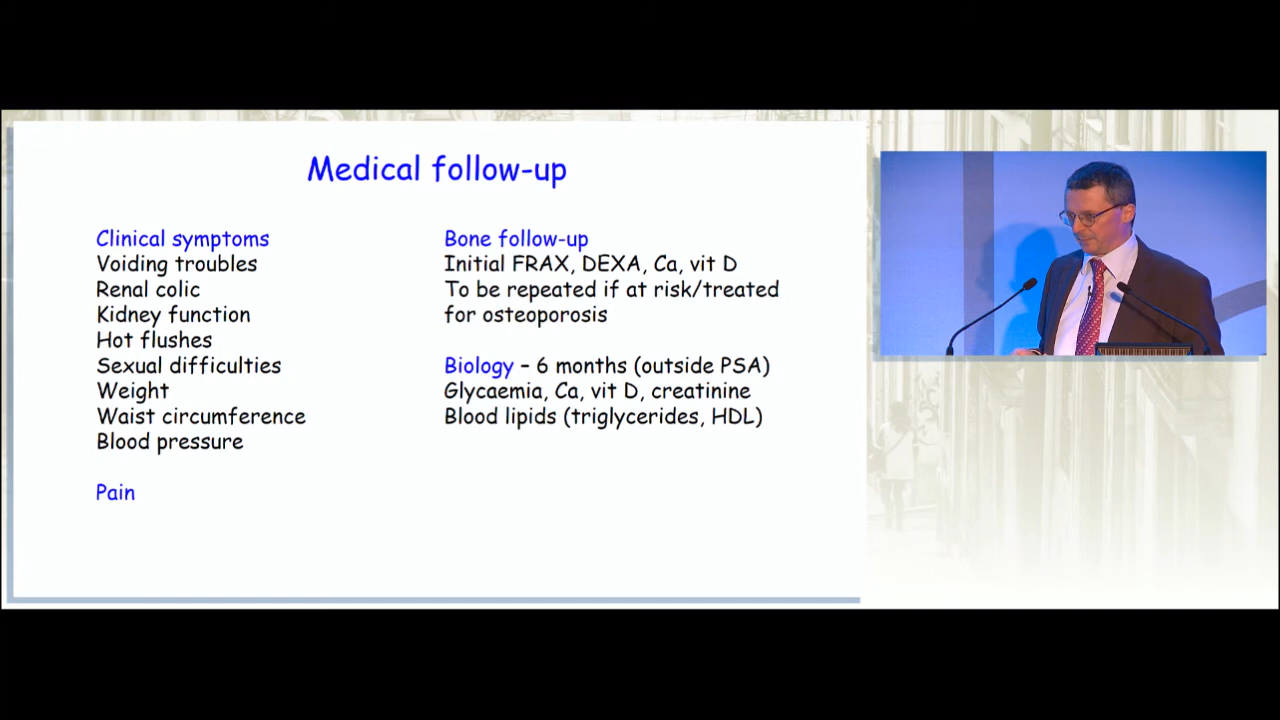 Medical follow-up
Clinical symptoms
Voiding troubles
Renal colic
Kidney function
Hot flushes
Sexual difficulties
Weight
Waist circumference
Blood pressure
Pain
Bone follow-up
Initial FRAX, DEXA, Ca, vit D
To be repeated if at risk/treated
for osteoporosis
Biology – 6 months (outside PSA)
Glycaemia, Ca, vit D, creatinine
Blood lipids (triglycerides, HDL)